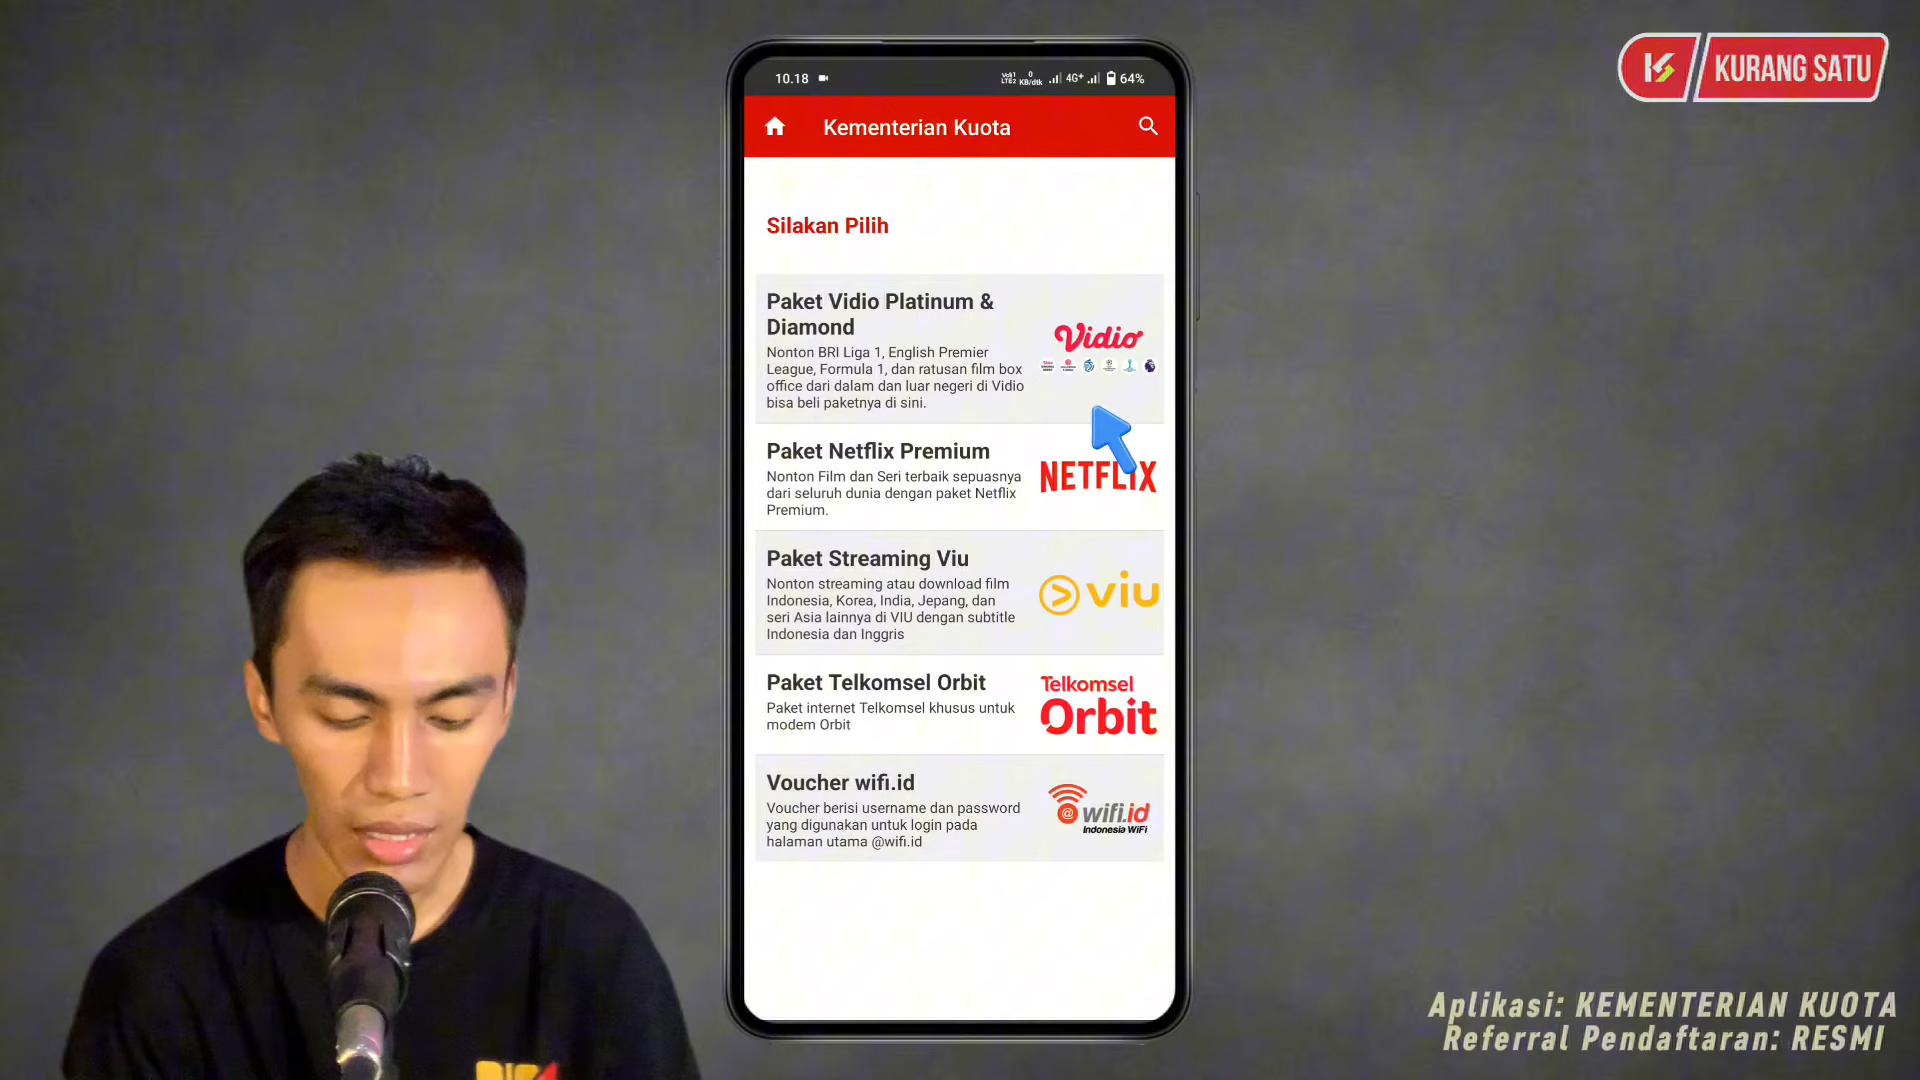 KURANG SATU
10.18
4G+
64%
Kementerian Kuota
Silakan Pilih
Paket Vidio Platinum &
Diamond
Nonton BRI Liga 1, English Premier
League, Formula 1, dan ratusan film box
office dari dalam dan luar negeri di Vidio
bisa beli paketnya di sini.
Vidio
Paket Netflix Premium
Nonton Film dan Seri terbaik sepuasnya
dari seluruh dunia dengan paket Netflix
Premium.
NETFLIX
Paket Streaming Viu
Nonton streaming atau download film
Indonesia, Korea, India, Jepang, dan
seri Asia lainnya di VIU dengan subtitle
Indonesia dan Inggris
viu
Paket Telkomsel Orbit
Paket internet Telkomsel khusus untuk
modem Orbit
Telkomsel
Orbit
Voucher wifi.id
Voucher berisi username dan password
yang digunakan untuk login pada
halaman utama @wifi.id
@wifi.id
Indonesia WiFi
Aplikasi: KEMENTERIAN KUOTA
Referral Pendaftaran: RESMI